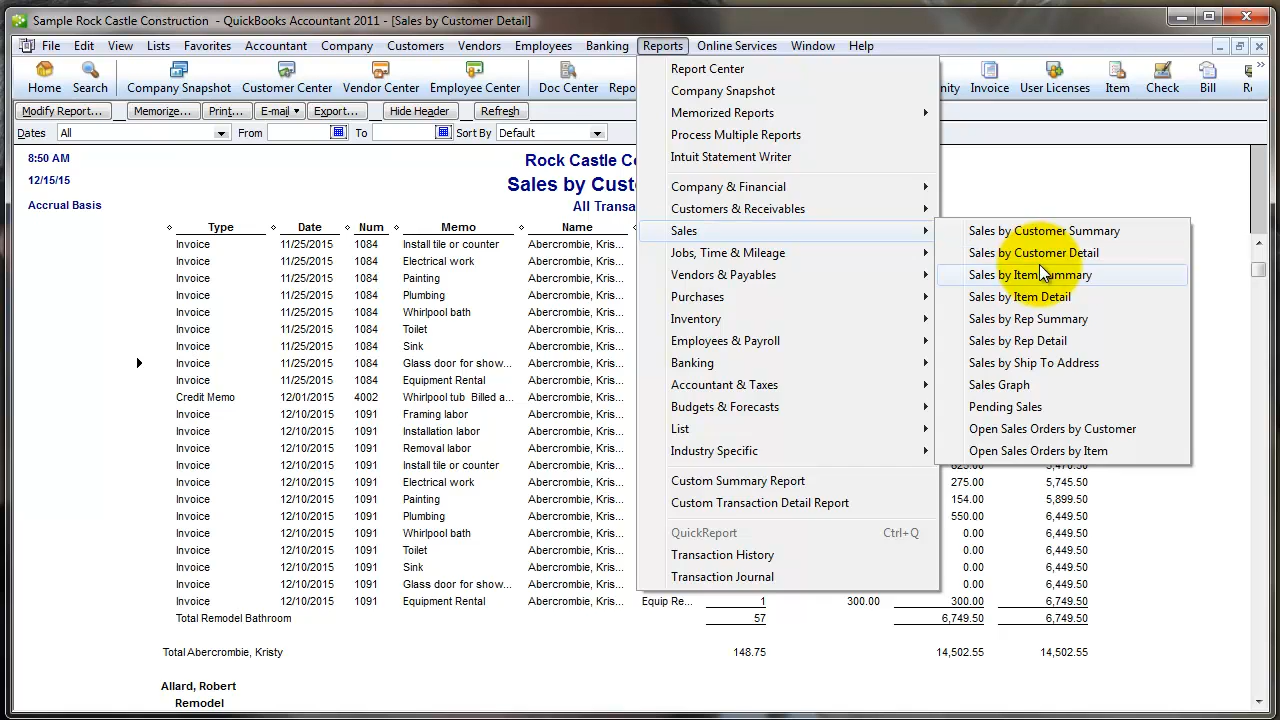 Sample Rock Castle Construction - QuickBooks Accountant 2011 - [Sales by Customer Detail]
File Edit View Lists Favorites Accountant Company Customers Vendors Employees Banking Reports Online Services Window Help
Home Search Company Snapshot Customer Center Vendor Center Employee Center Doc Center Invoice User Licenses Item Check Bill
Modify Report... Memorize... Print... E-mail Export... Hide Header Refresh
Dates All From To Sort By Default
8:50 AM
12/15/15
Accrual Basis
Rock Castle
Sales by
All
Type Date Num Memo Name
Invoice 11/25/2015 1084 Install tile or counter Abercrombie, Kris...
Invoice 11/25/2015 1084 Electrical work Abercrombie, Kris...
Invoice 11/25/2015 1084 Painting Abercrombie, Kris...
Invoice 11/25/2015 1084 Plumbing Abercrombie, Kris...
Invoice 11/25/2015 1084 Whirlpool bath Abercrombie, Kris...
Invoice 11/25/2015 1084 Toilet Abercrombie, Kris...
Invoice 11/25/2015 1084 Sink Abercrombie, Kris...
Invoice 11/25/2015 1084 Glass door for show... Abercrombie, Kris...
Invoice 11/25/2015 1084 Equipment Rental Abercrombie, Kris...
Credit Memo 12/01/2015 4002 Whirlpool tub Billed a... Abercrombie, Kris...
Invoice 12/10/2015 1091 Framing labor Abercrombie, Kris...
Invoice 12/10/2015 1091 Installation labor Abercrombie, Kris...
Invoice 12/10/2015 1091 Removal labor Abercrombie, Kris...
Invoice 12/10/2015 1091 Install tile or counter Abercrombie, Kris...
Invoice 12/10/2015 1091 Electrical work Abercrombie, Kris... 275.00 5,745.50
Invoice 12/10/2015 1091 Painting Abercrombie, Kris... 154.00 5,899.50
Invoice 12/10/2015 1091 Plumbing Abercrombie, Kris... 550.00 6,449.50
Invoice 12/10/2015 1091 Whirlpool bath Abercrombie, Kris... 0.00 6,449.50
Invoice 12/10/2015 1091 Toilet Abercrombie, Kris... 0.00 6,449.50
Invoice 12/10/2015 1091 Sink Abercrombie, Kris... 0.00 6,449.50
Invoice 12/10/2015 1091 Glass door for show... Abercrombie, Kris... 0.00 6,449.50
Invoice 12/10/2015 1091 Equipment Rental Abercrombie, Kris... Equip Re... 1 300.00 300.00 6,749.50
Total Remodel Bathroom 57 6,749.50 6,749.50
Total Abercrombie, Kristy 148.75 14,502.55 14,502.55
Allard, Robert
Remodel
Report Center
Company Snapshot
Memorized Reports
Process Multiple Reports
Intuit Statement Writer
Company & Financial
Customers & Receivables
Sales
Jobs, Time & Mileage
Vendors & Payables
Purchases
Inventory
Employees & Payroll
Banking
Accountant & Taxes
Budgets & Forecasts
List
Industry Specific
Custom Summary Report
Custom Transaction Detail Report
QuickReport Ctrl+Q
Transaction History
Transaction Journal
Sales by Customer Summary
Sales by Customer Detail
Sales by Item Summary
Sales by Item Detail
Sales by Rep Summary
Sales by Rep Detail
Sales by Ship To Address
Sales Graph
Pending Sales
Open Sales Orders by Customer
Open Sales Orders by Item